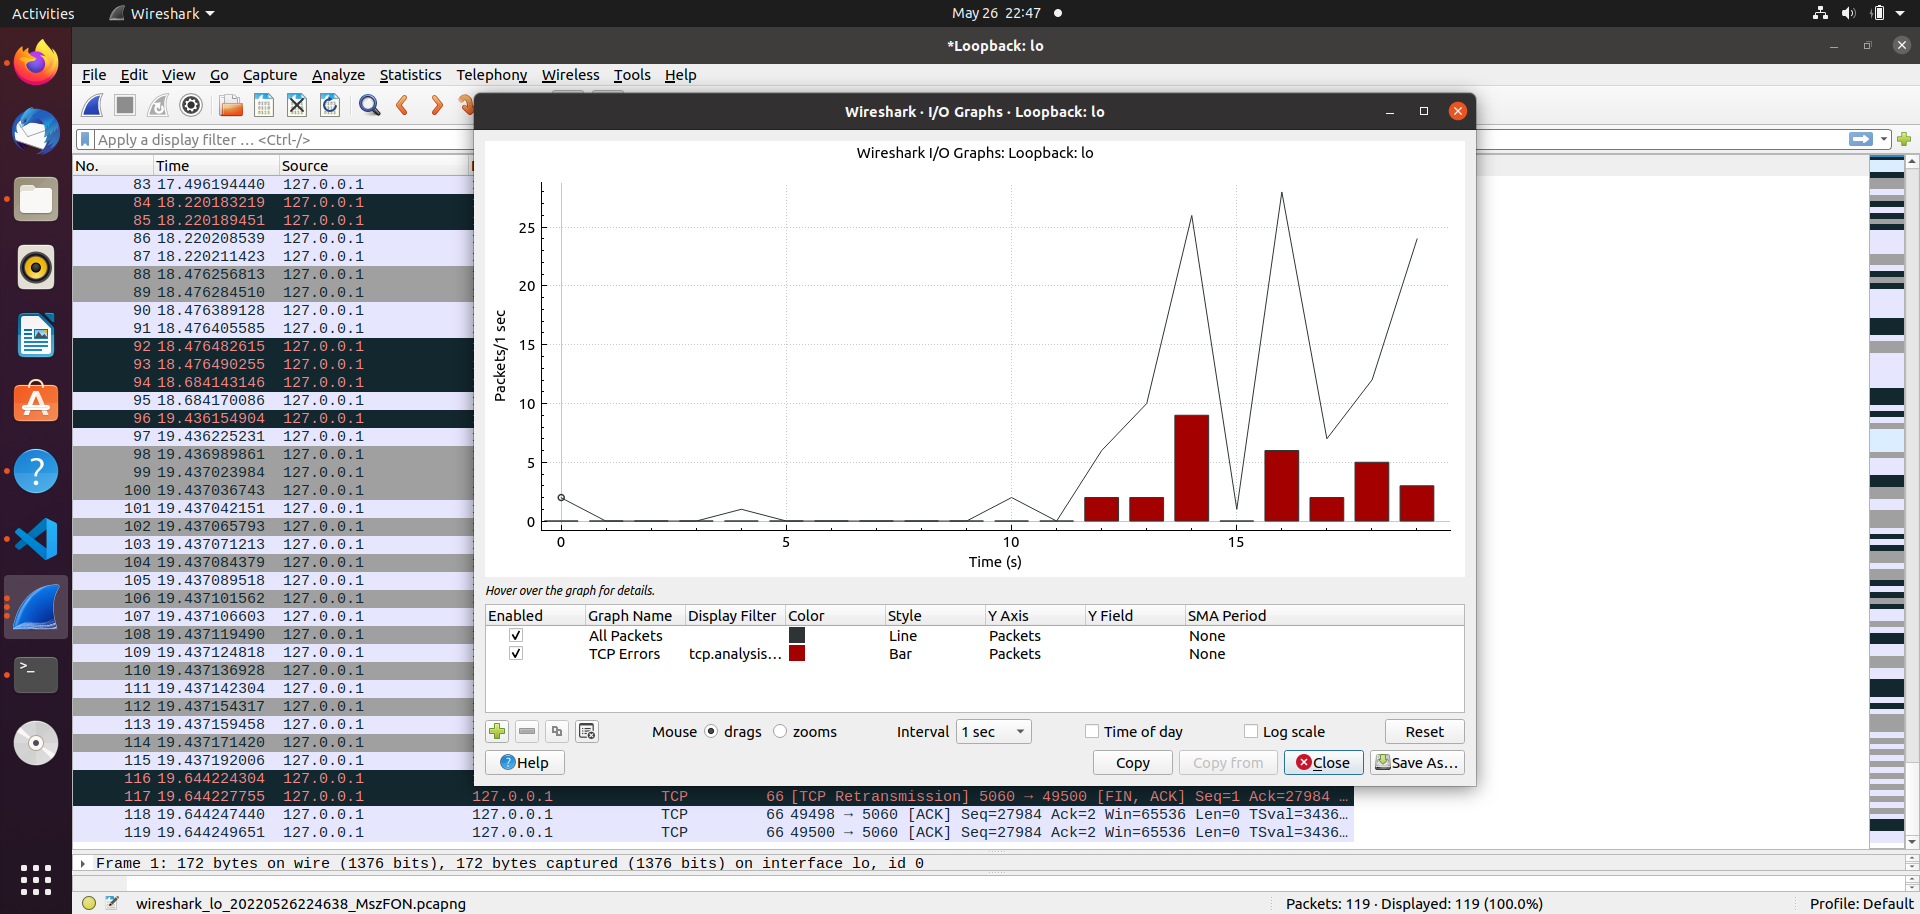 Activities Wireshark May 26 22:47
*Loopback: lo
File Edit View Go Capture Analyze Statistics Telephony Wireless Tools Help
Apply a display filter … <Ctrl-/>
No. Time Source
83 17.496194440 127.0.0.1
84 18.220183219 127.0.0.1
85 18.220189451 127.0.0.1
86 18.220208539 127.0.0.1
87 18.220211423 127.0.0.1
88 18.476256813 127.0.0.1
89 18.476284510 127.0.0.1
90 18.476389128 127.0.0.1
91 18.476405585 127.0.0.1
92 18.476482615 127.0.0.1
93 18.476490255 127.0.0.1
94 18.684143146 127.0.0.1
95 18.684170086 127.0.0.1
96 19.436154904 127.0.0.1
97 19.436225231 127.0.0.1
98 19.436989861 127.0.0.1
99 19.437023984 127.0.0.1
100 19.437036743 127.0.0.1
101 19.437042151 127.0.0.1
102 19.437065793 127.0.0.1
103 19.437071213 127.0.0.1
104 19.437084379 127.0.0.1
105 19.437089518 127.0.0.1
106 19.437101562 127.0.0.1
107 19.437106603 127.0.0.1
108 19.437119490 127.0.0.1
109 19.437124818 127.0.0.1
110 19.437136928 127.0.0.1
111 19.437142304 127.0.0.1
112 19.437154317 127.0.0.1
113 19.437159458 127.0.0.1
114 19.437171420 127.0.0.1
115 19.437192006 127.0.0.1
116 19.644224304 127.0.0.1
117 19.644227755 127.0.0.1 127.0.0.1 TCP 66 [TCP Retransmission] 5060 → 49500 [FIN, ACK] Seq=1 Ack=27984 …
118 19.644247440 127.0.0.1 127.0.0.1 TCP 66 49498 → 5060 [ACK] Seq=27984 Ack=2 Win=65536 Len=0 TSval=3436…
119 19.644249651 127.0.0.1 127.0.0.1 TCP 66 49500 → 5060 [ACK] Seq=27984 Ack=2 Win=65536 Len=0 TSval=3436…
Wireshark · I/O Graphs · Loopback: lo
Wireshark I/O Graphs: Loopback: lo
25
20
15
10
5
0
Packets/1 sec
0 5 10 15
Time (s)
Hover over the graph for details.
Enabled Graph Name Display Filter Color Style Y Axis Y Field SMA Period
All Packets Line Packets None
TCP Errors tcp.analysis… Bar Packets None
Mouse drags zooms Interval 1 sec Time of day Log scale Reset
Help Copy Copy from Close Save As…
Frame 1: 172 bytes on wire (1376 bits), 172 bytes captured (1376 bits) on interface lo, id 0
wireshark_lo_20220526224638_MszFON.pcapng Packets: 119 · Displayed: 119 (100.0%) Profile: Default